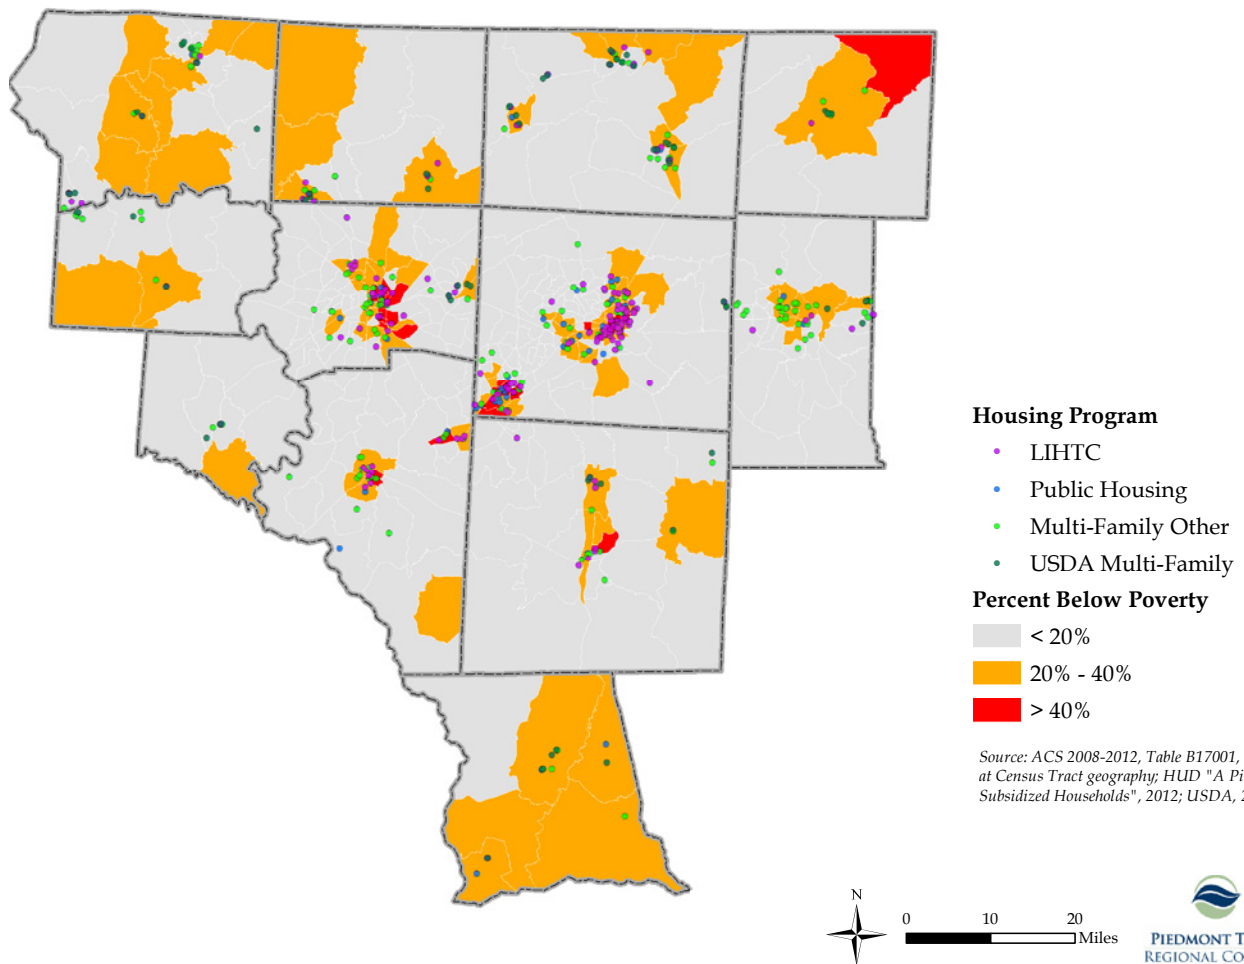 Housing Program
LIHTC
Public Housing
Multi-Family Other
USDA Multi-Family
Percent Below Poverty
< 20%
20% - 40%
> 40%
Source: ACS 2008-2012, Table B17001,
at Census Tract geography; HUD "A Pi
Subsidized Households", 2012; USDA, 2
N
0 10 20
Miles
PIEDMONT T
REGIONAL CO